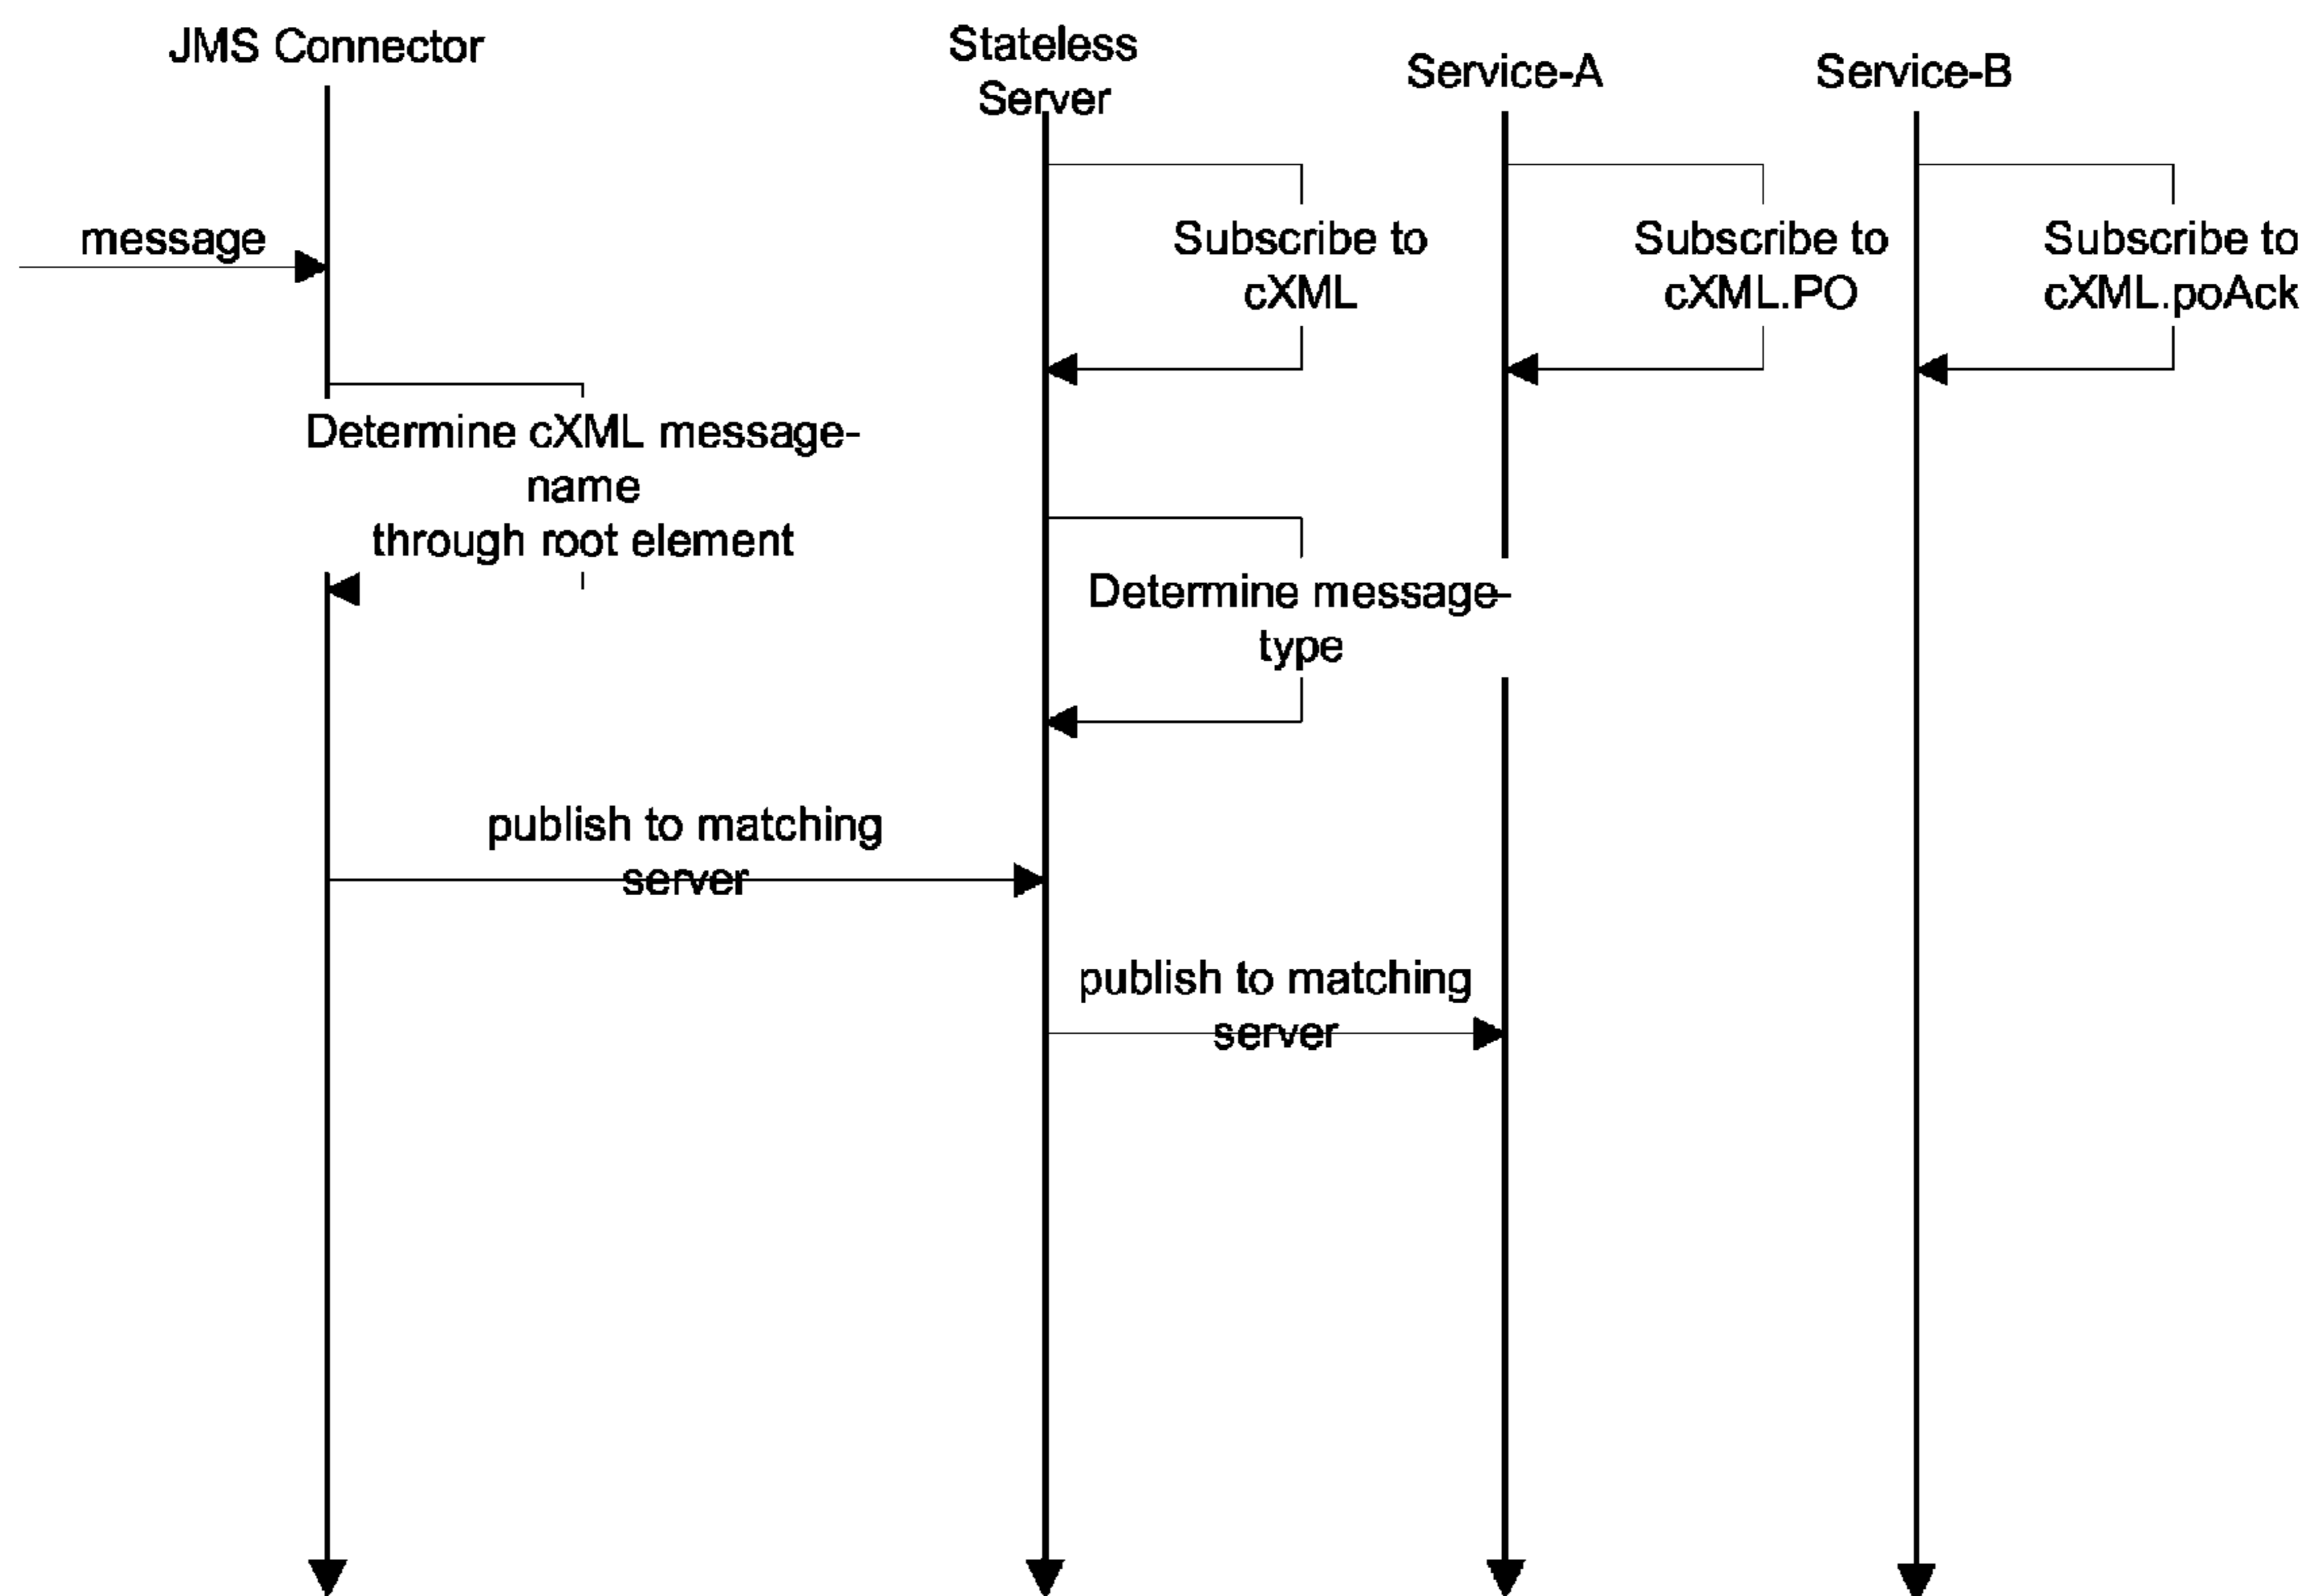 JMS Connector
Stateless
Server
Service-A
Service-B
message
Subscribe to
cXML
Subscribe to
cXML.PO
Subscribe to
cXML.poAck
Determine cXML message-
name
through root element
Determine message-
type
publish to matching
server
publish to matching
server